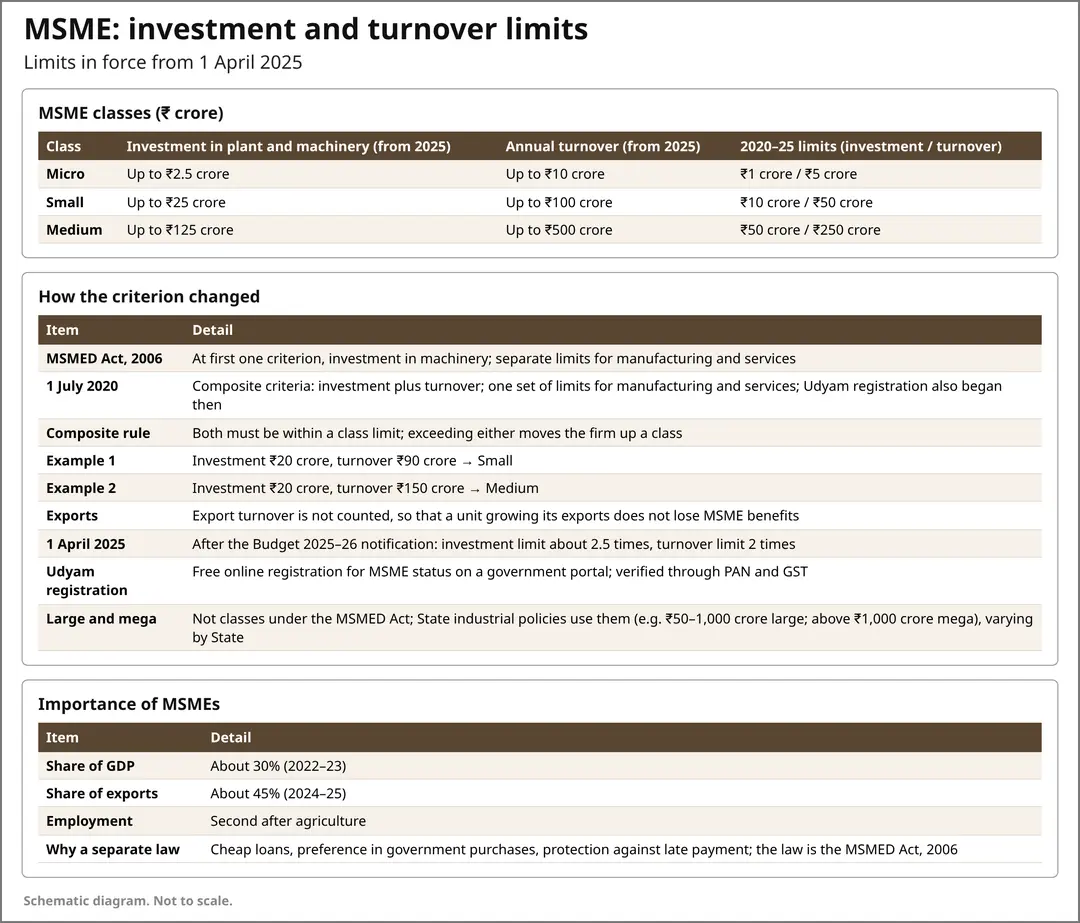 MSME: investment and turnover limits
Limits in force from 1 April 2025
MSME classes (₹ crore)
Class Investment in plant and machinery (from 2025) Annual turnover (from 2025) 2020–25 limits (investment / turnover)
Micro Up to ₹2.5 crore Up to ₹10 crore ₹1 crore / ₹5 crore
Small Up to ₹25 crore Up to ₹100 crore ₹10 crore / ₹50 crore
Medium Up to ₹125 crore Up to ₹500 crore ₹50 crore / ₹250 crore
How the criterion changed
Item Detail
MSMED Act, 2006 At first one criterion, investment in machinery; separate limits for manufacturing and services
1 July 2020 Composite criteria: investment plus turnover; one set of limits for manufacturing and services; Udyam registration also began
then
Composite rule Both must be within a class limit; exceeding either moves the firm up a class
Example 1 Investment ₹20 crore, turnover ₹90 crore → Small
Example 2 Investment ₹20 crore, turnover ₹150 crore → Medium
Exports Export turnover is not counted, so that a unit growing its exports does not lose MSME benefits
1 April 2025 After the Budget 2025–26 notification: investment limit about 2.5 times, turnover limit 2 times
Udyam Free online registration for MSME status on a government portal; verified through PAN and GST
registration
Large and mega Not classes under the MSMED Act; State industrial policies use them (e.g. ₹50–1,000 crore large; above ₹1,000 crore mega), varying
by State
Importance of MSMEs
Item Detail
Share of GDP About 30% (2022–23)
Share of exports About 45% (2024–25)
Employment Second after agriculture
Why a separate law Cheap loans, preference in government purchases, protection against late payment; the law is the MSMED Act, 2006
Schematic diagram. Not to scale.